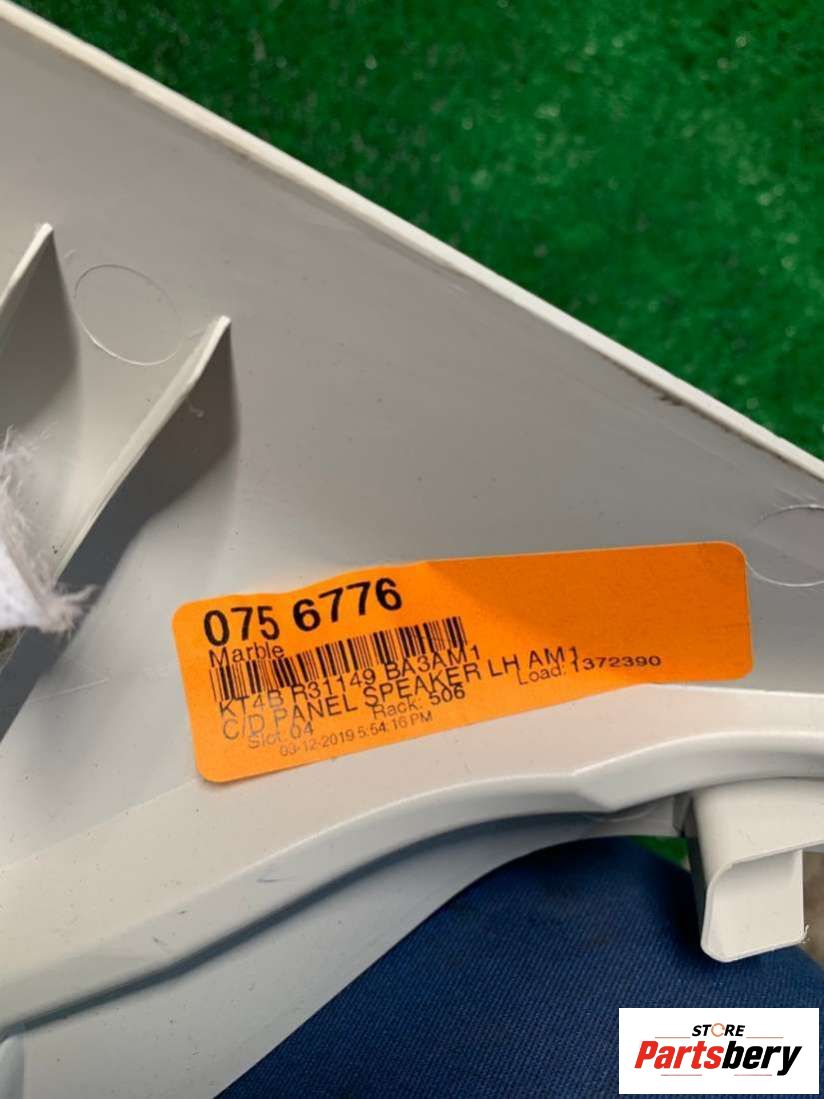 075 6776
Marble
KT4B R31149 BA3AM1
C/D PANEL SPEAKER LH AM1
Slot: 04 Rack: 506 Load: 1372390
03-12-2019 5:54:16 PM
STORE
Partsbery